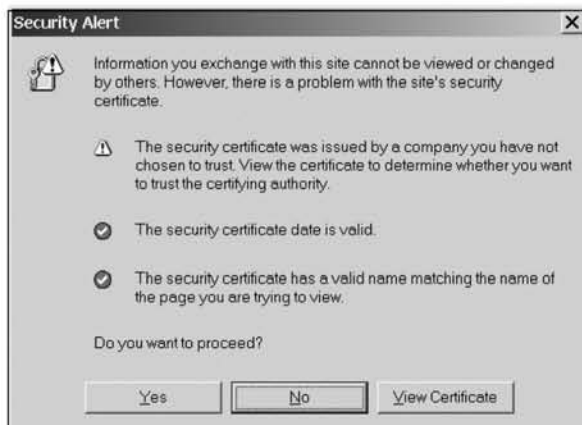 Security Alert
Information you exchange with this site cannot be viewed or changed
by others. However, there is a problem with the site's security
certificate.
The security certificate was issued by a company you have not
chosen to trust. View the certificate to determine whether you want
to trust the certifying authority.
The security certificate date is valid.
The security certificate has a valid name matching the name of
the page you are trying to view.
Do you want to proceed?
Yes No View Certificate